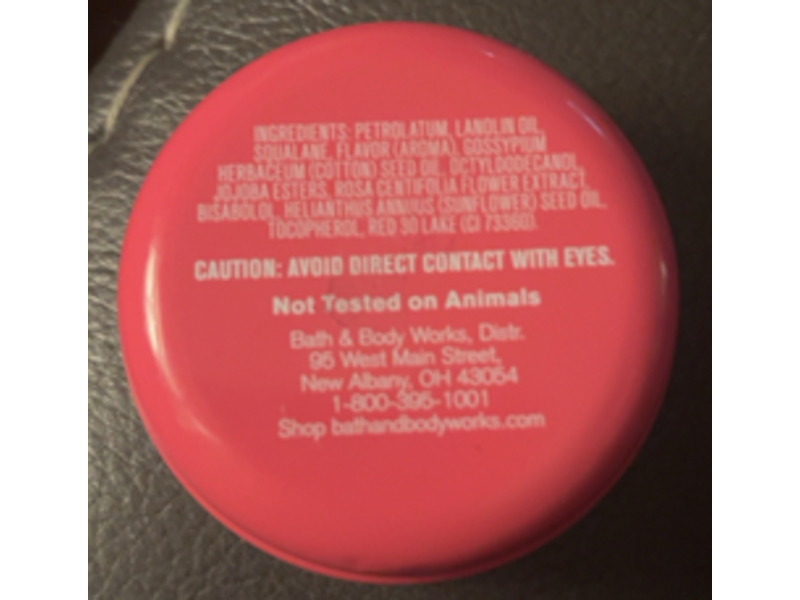 INGREDIENTS: PETROLATUM, LANOLIN OIL,
SQUALANE, FLAVOR (AROMA), GOSSYPIUM
HERBACEUM (COTTON) SEED OIL, OCTYLDODECANOL,
JOJOBA ESTERS, ROSA CENTIFOLIA FLOWER EXTRACT,
BISABOLOL, HELIANTHUS ANNUUS (SUNFLOWER) SEED OIL,
TOCOPHEROL, RED 30 LAKE (CI 73360).
CAUTION: AVOID DIRECT CONTACT WITH EYES.
Not Tested on Animals
Bath & Body Works, Distr.
95 West Main Street,
New Albany, OH 43054
1-800-395-1001
Shop bathandbodyworks.com